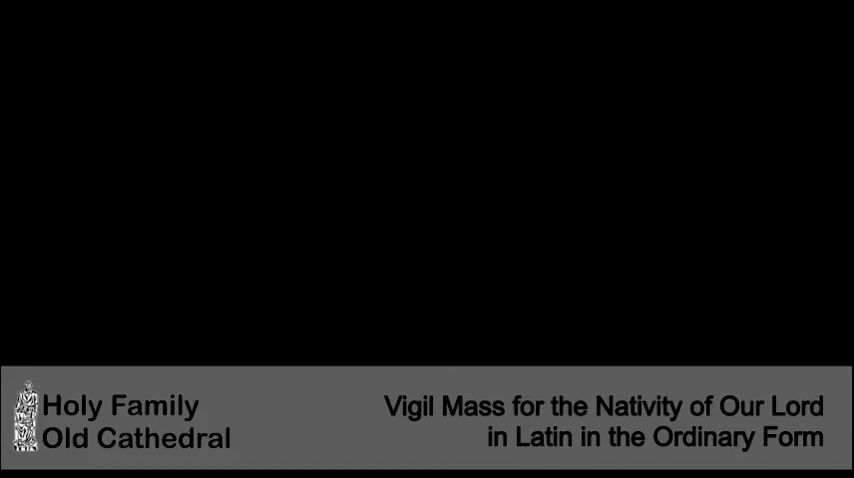 Holy Family
Old Cathedral
Vigil Mass for the Nativity of Our Lord
in Latin in the Ordinary Form